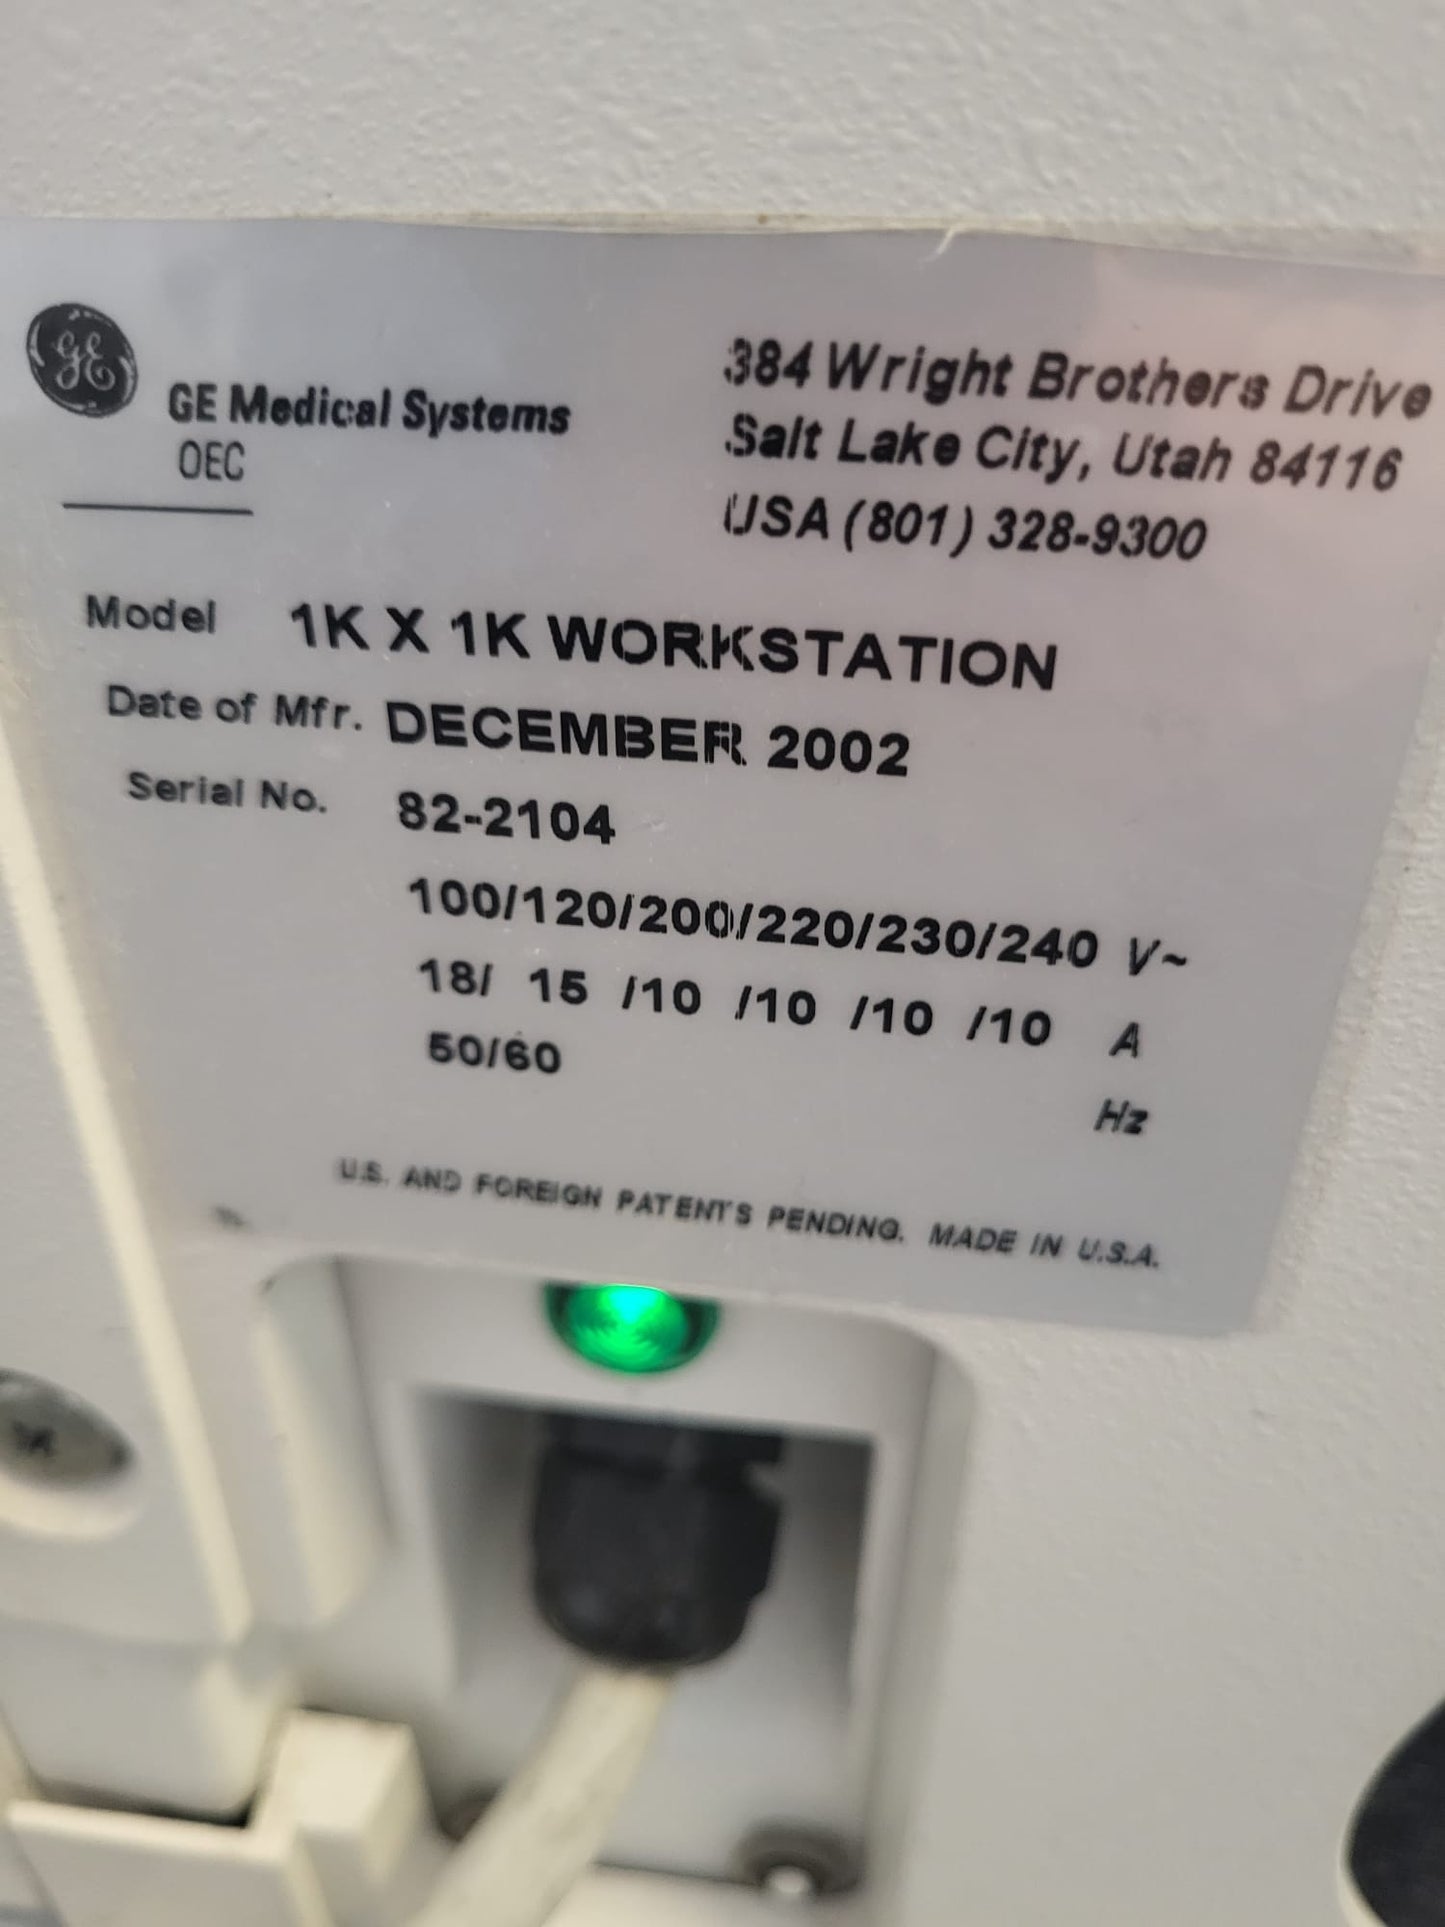 GE
GE Medical Systems
OEC
384 Wright Brothers Drive
Salt Lake City, Utah 84116
USA (801) 328-9300
Model 1K X 1K WORKSTATION
Date of Mfr. DECEMBER 2002
Serial No. 82-2104
100/120/200/220/230/240 V~
18/ 15 /10 /10 /10 /10 A
50/60 Hz
U.S. AND FOREIGN PATENTS PENDING. MADE IN U.S.A.